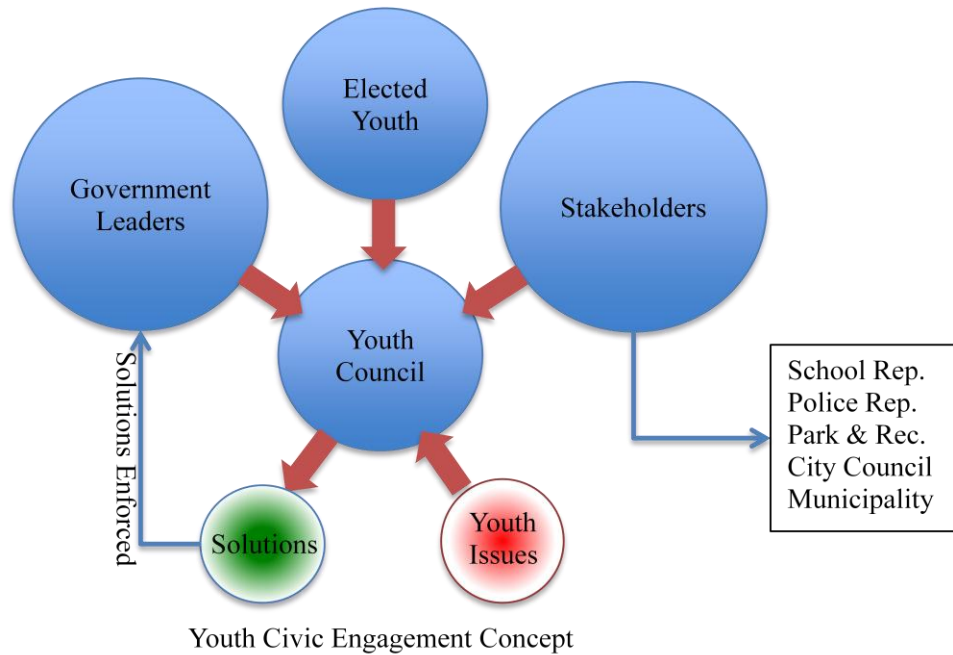 Elected
Youth
Government
Leaders
Stakeholders
Youth
Council
School Rep.
Police Rep.
Park & Rec.
City Council
Municipality
Solutions Enforced
Solutions
Youth
Issues
Youth Civic Engagement Concept